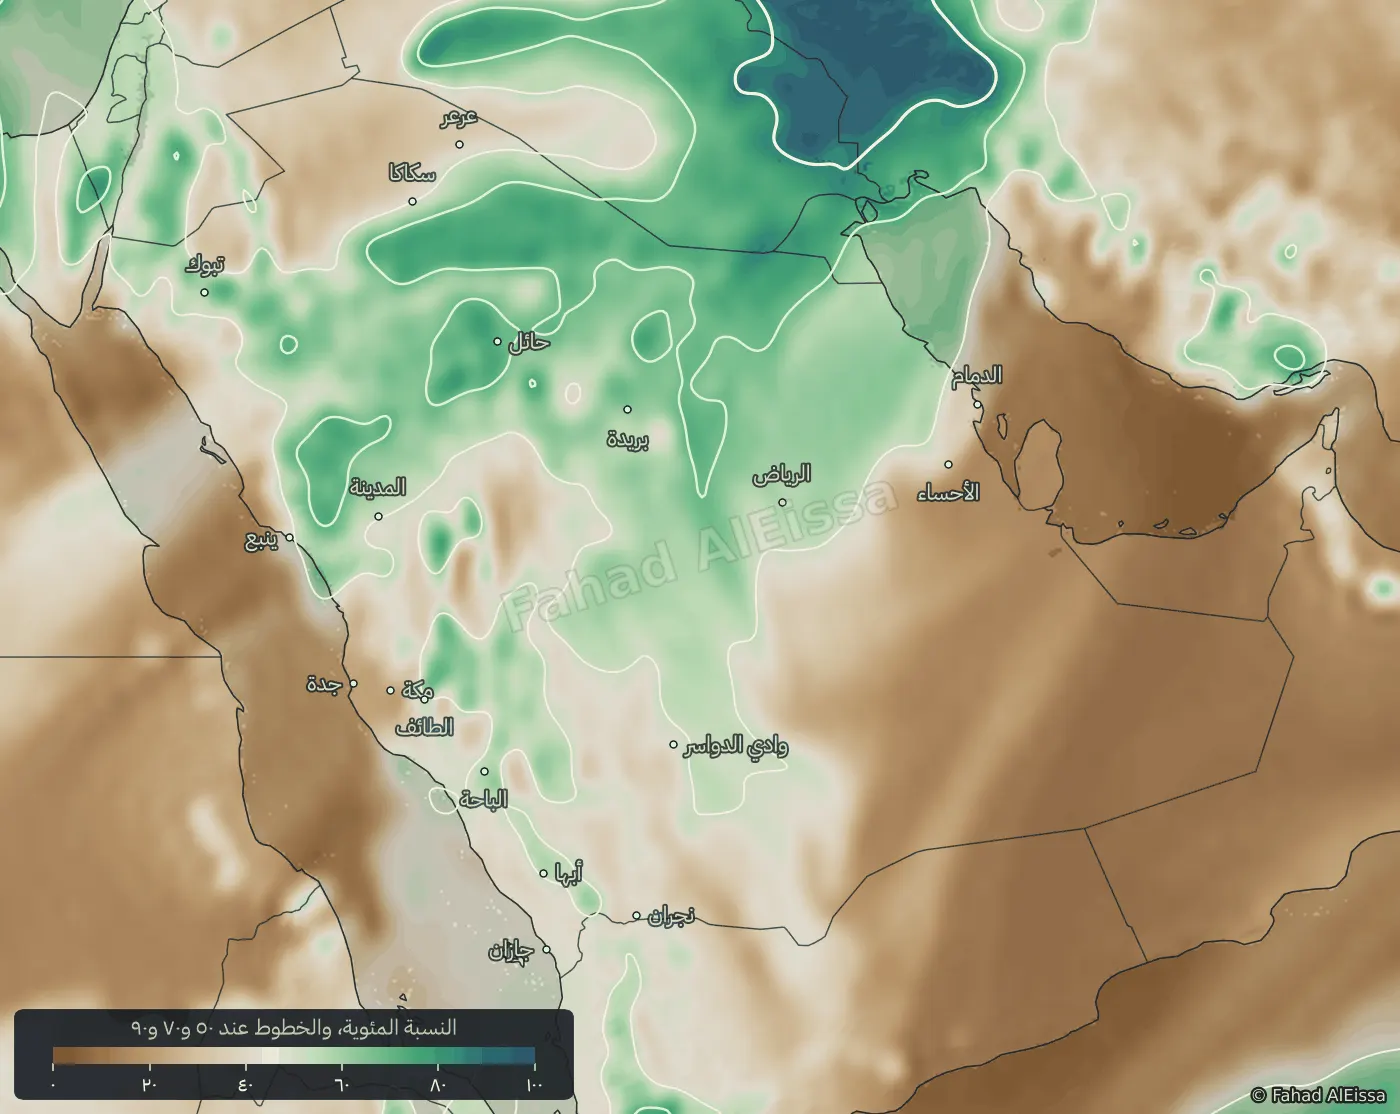 عرعر
سكاكا
تبوك
حائل
الدمام
بريدة
الرياض
المدينة
الأحساء
ينبع
Fahad AlEissa
جدة
مكة
الطائف
وادي الدواسر
الباحة
أبها
نجران
جازان
النسبة المئوية، والخطوط عند ٥٠ و٧٠ و٩٠
٠ ٢٠ ٤٠ ٦٠ ٨٠ ١٠٠
© Fahad AlEissa